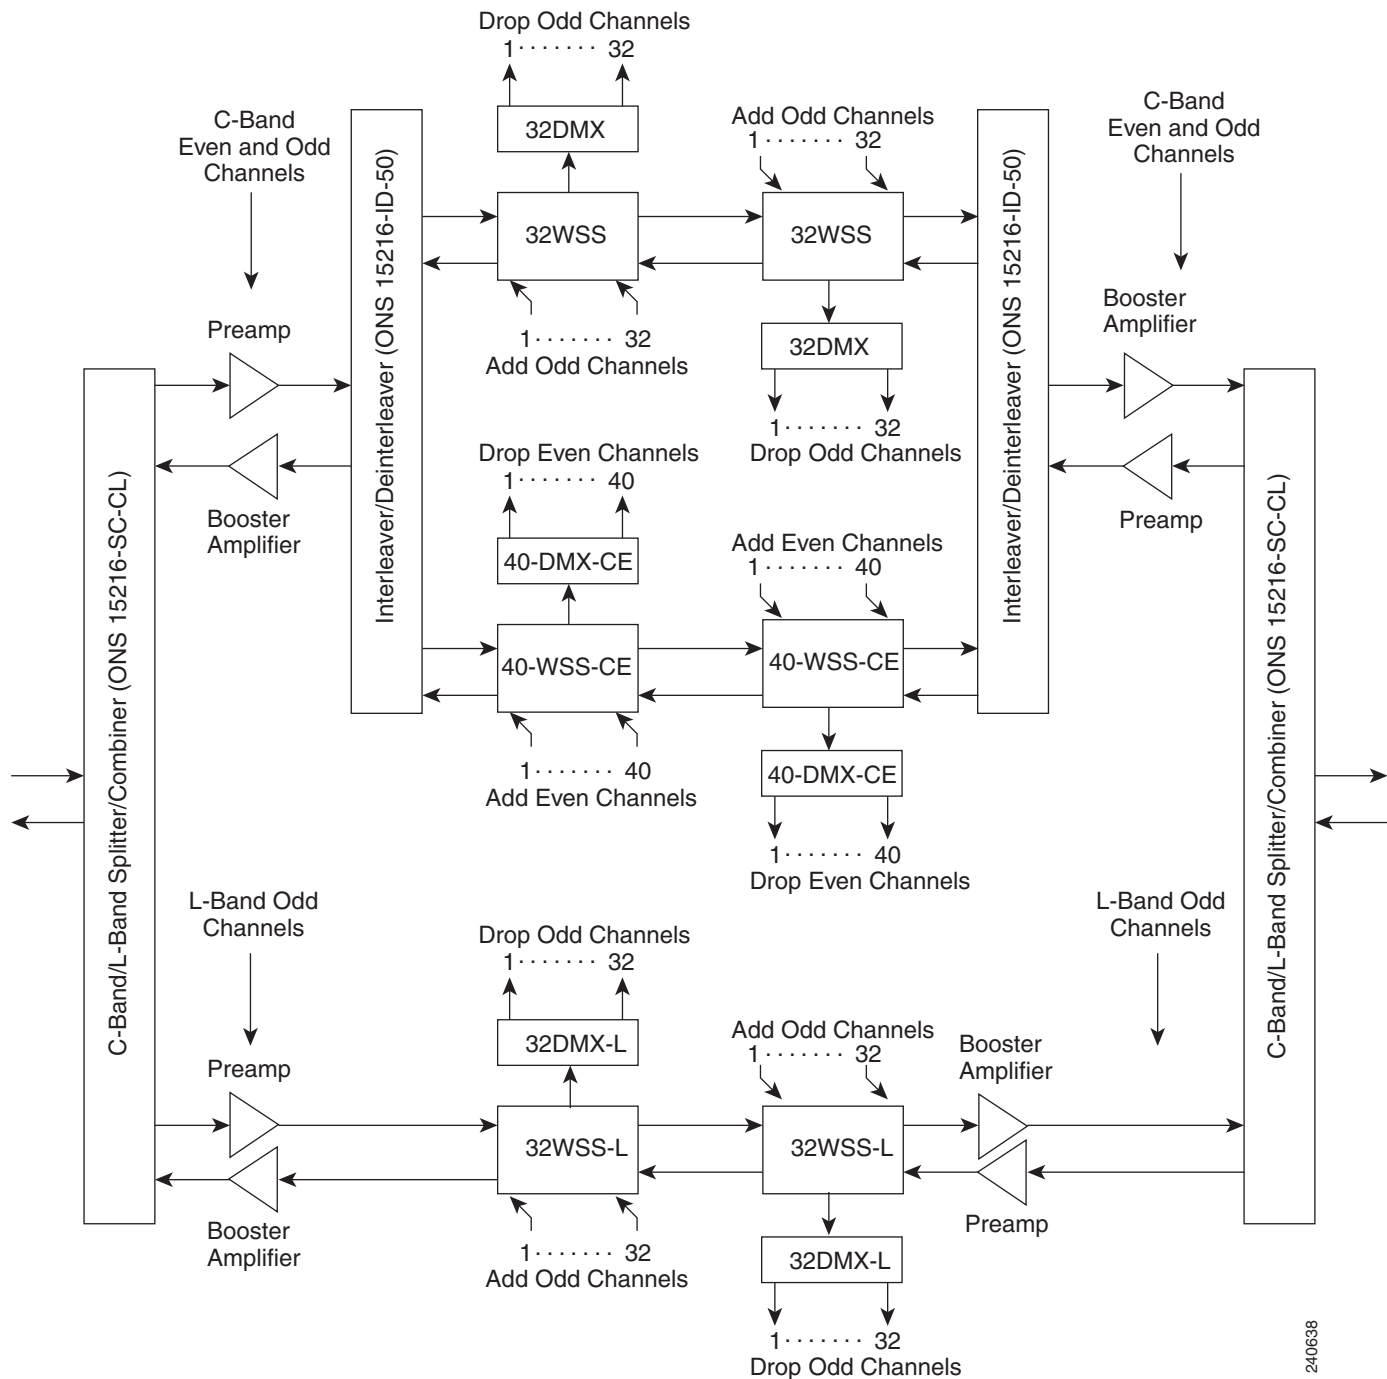 Drop Odd Channels
1 . . . . . . . 32
32DMX
C-Band
Even and Odd
Channels
Add Odd Channels
1 . . . . . . . 32
C-Band
Even and Odd
Channels
Interleaver/Deinterleaver (ONS 15216-ID-50)
32WSS
32WSS
Interleaver/Deinterleaver (ONS 15216-ID-50)
Preamp
1 . . . . . . . 32
Add Odd Channels
32DMX
Booster
Amplifier
1 . . . . . . . 32
Drop Odd Channels
C-Band/L-Band Splitter/Combiner (ONS 15216-SC-CL)
Booster
Amplifier
Drop Even Channels
1 . . . . . . . 40
40-DMX-CE
Add Even Channels
1 . . . . . . . 40
Preamp
C-Band/L-Band Splitter/Combiner (ONS 15216-SC-CL)
40-WSS-CE
40-WSS-CE
1 . . . . . . . 40
Add Even Channels
40-DMX-CE
1 . . . . . . . 40
Drop Even Channels
L-Band Odd
Channels
L-Band Odd
Channels
Drop Odd Channels
1 . . . . . . . 32
32DMX-L
Add Odd Channels
1 . . . . . . . 32
Preamp
Booster
Amplifier
32WSS-L
32WSS-L
Booster
Amplifier
Preamp
1 . . . . . . . 32
Add Odd Channels
32DMX-L
1 . . . . . . . 32
Drop Odd Channels
240638